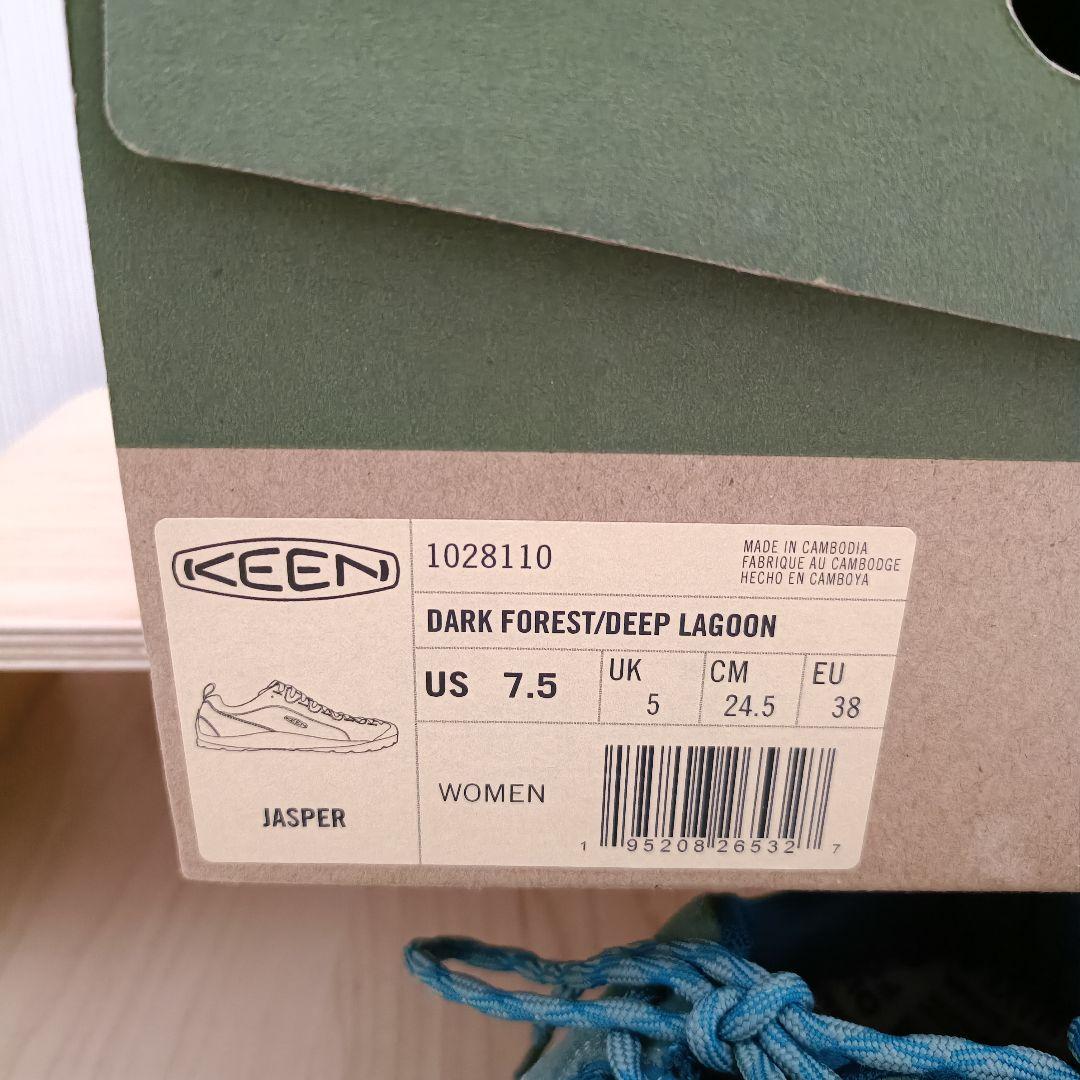 KEEN
1028110
MADE IN CAMBODIA
FABRIQUE AU CAMBODGE
HECHO EN CAMBOYA
DARK FOREST/DEEP LAGOON
US 7.5
UK
5
CM
24.5
EU
38
KEEN
JASPER
WOMEN
1 95208 26532 7